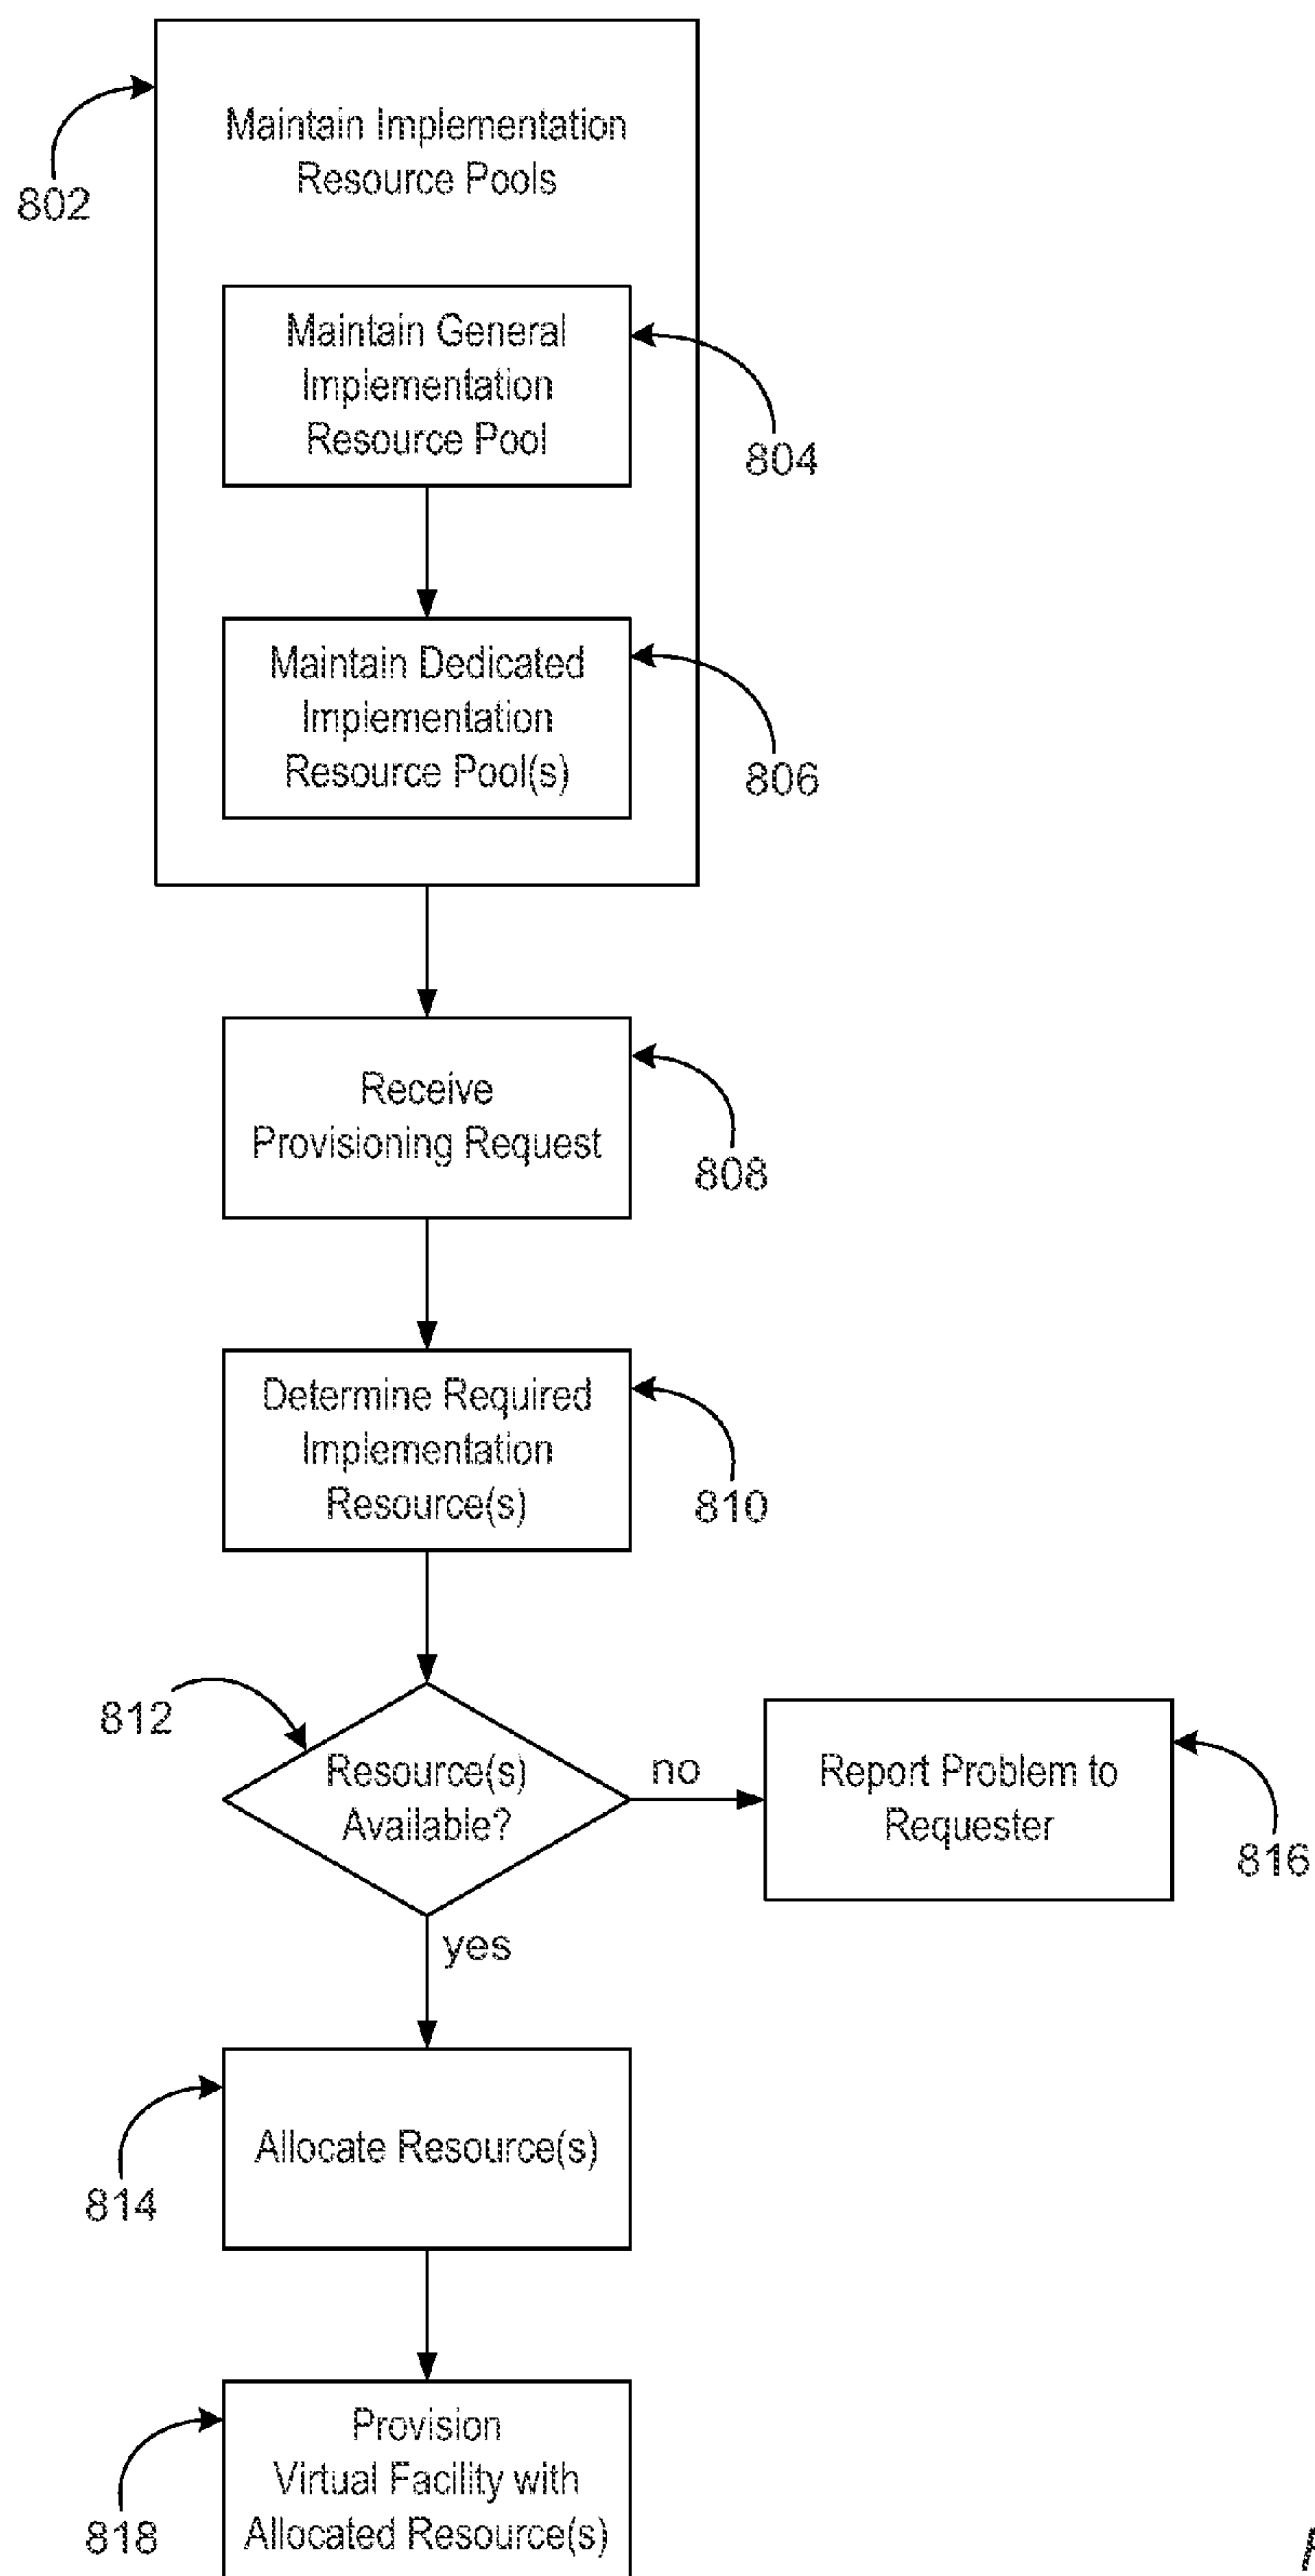 Maintain Implementation
Resource Pools
802
Maintain General
Implementation
Resource Pool
804
Maintain Dedicated
Implementation
Resource Pool(s)
806
Receive
Provisioning Request
808
Determine Required
Implementation
Resource(s)
810
812
Resource(s)
Available?
no
Report Problem to
Requester
816
yes
Allocate Resource(s)
814
Provision
Virtual Facility with
Allocated Resource(s)
818